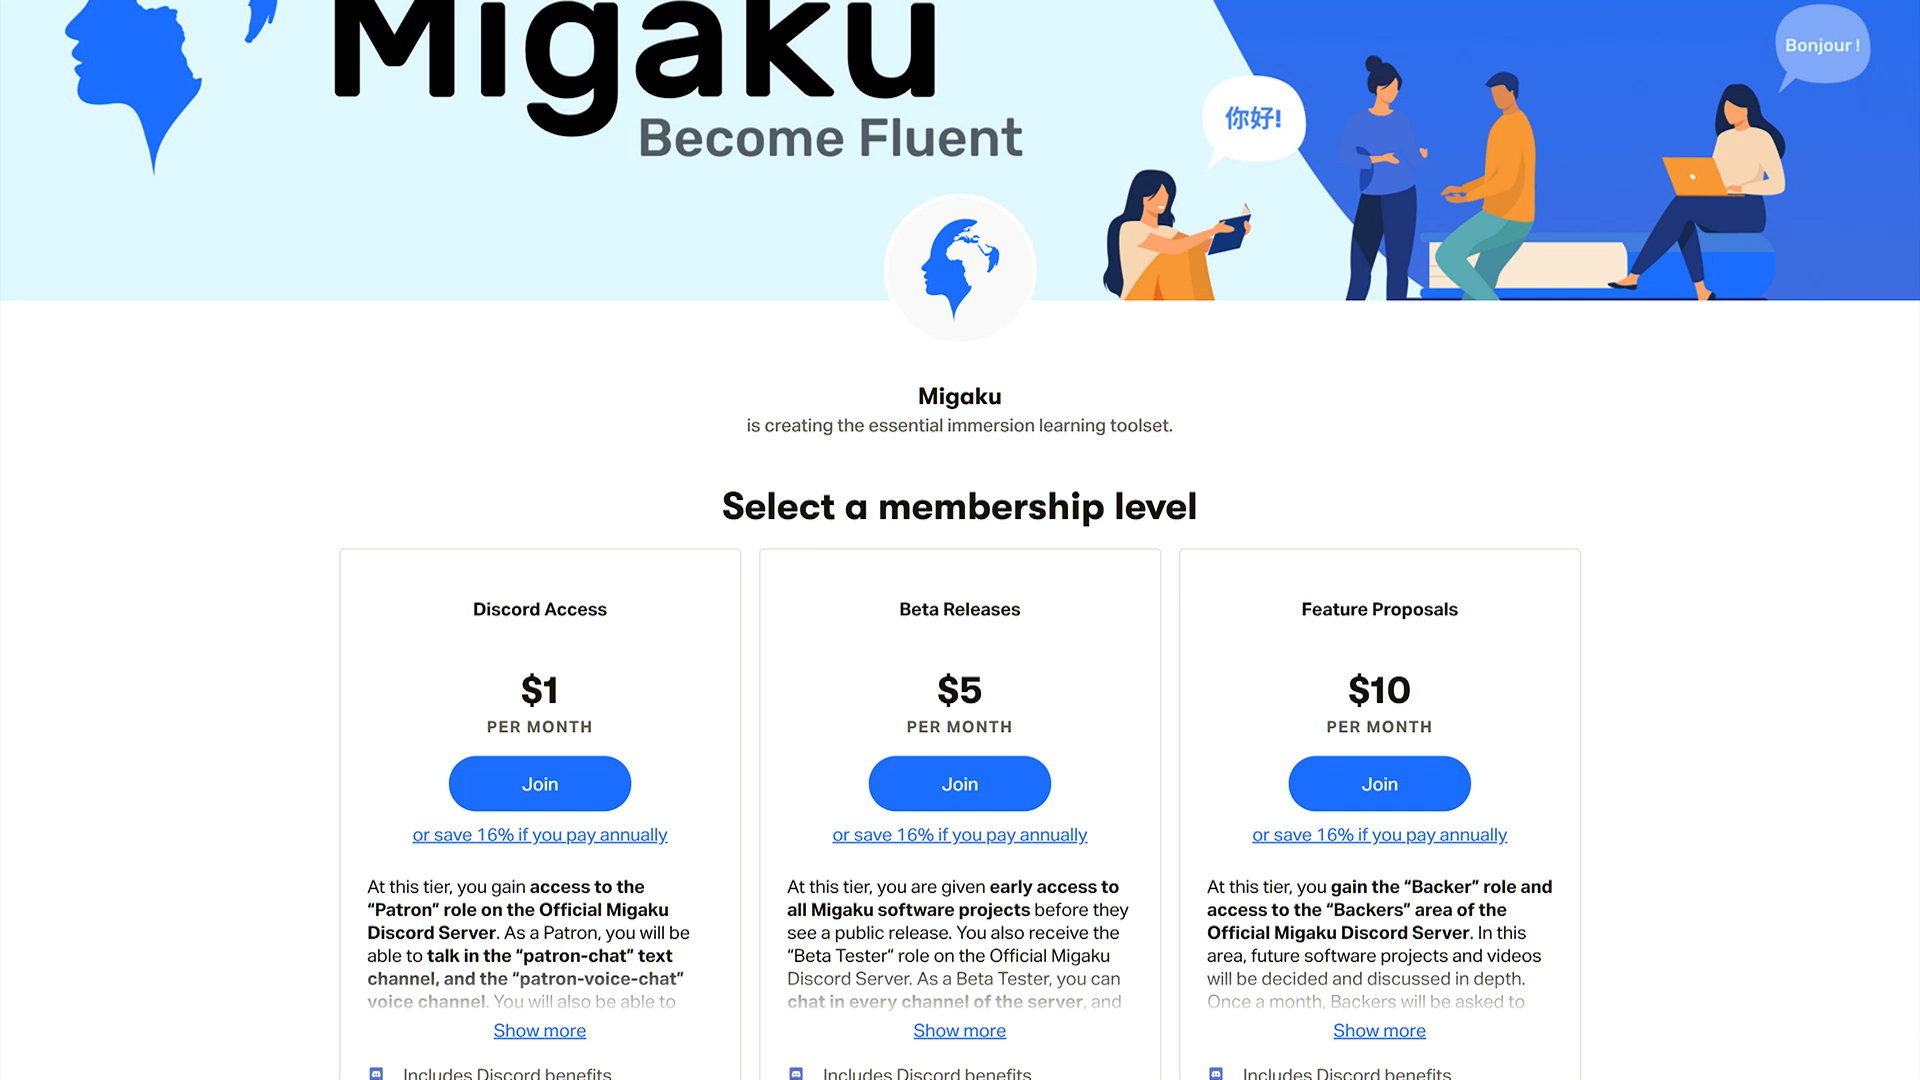 Migaku
Become Fluent
你好!
Bonjour !
Migaku
is creating the essential immersion learning toolset.
Select a membership level
Discord Access
$1
PER MONTH
Join
or save 16% if you pay annually
At this tier, you gain access to the
“Patron” role on the Official Migaku
Discord Server. As a Patron, you will be
able to talk in the “patron-chat” text
channel, and the “patron-voice-chat”
voice channel. You will also be able to
Show more
Includes Discord benefits
Beta Releases
$5
PER MONTH
Join
or save 16% if you pay annually
At this tier, you are given early access to
all Migaku software projects before they
see a public release. You also receive the
“Beta Tester“ role on the Official Migaku
Discord Server. As a Beta Tester, you can
chat in every channel of the server, and
Show more
Includes Discord benefits
Feature Proposals
$10
PER MONTH
Join
or save 16% if you pay annually
At this tier, you gain the “Backer” role and
access to the “Backers” area of the
Official Migaku Discord Server. In this
area, future software projects and videos
will be decided and discussed in depth.
Once a month, Backers will be asked to
Show more
Includes Discord benefits